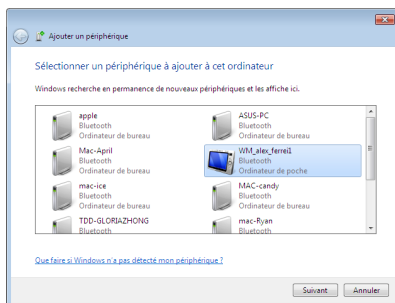 Ajouter un périphérique
Sélectionner un périphérique à ajouter à cet ordinateur
Windows recherche en permanence de nouveaux périphériques et les affiche ici.
apple
Bluetooth
Ordinateur de bureau
ASUS-PC
Bluetooth
Ordinateur de bureau
Mac-April
Bluetooth
Ordinateur de bureau
WM_alex_ferrei1
Bluetooth
Ordinateur de poche
mac-ice
Bluetooth
Ordinateur de bureau
MAC-candy
Bluetooth
Ordinateur de bureau
TDD-GLORIAZHONG
Bluetooth
mac-Ryan
Bluetooth
Que faire si Windows n'a pas détecté mon périphérique ?
Suivant
Annuler